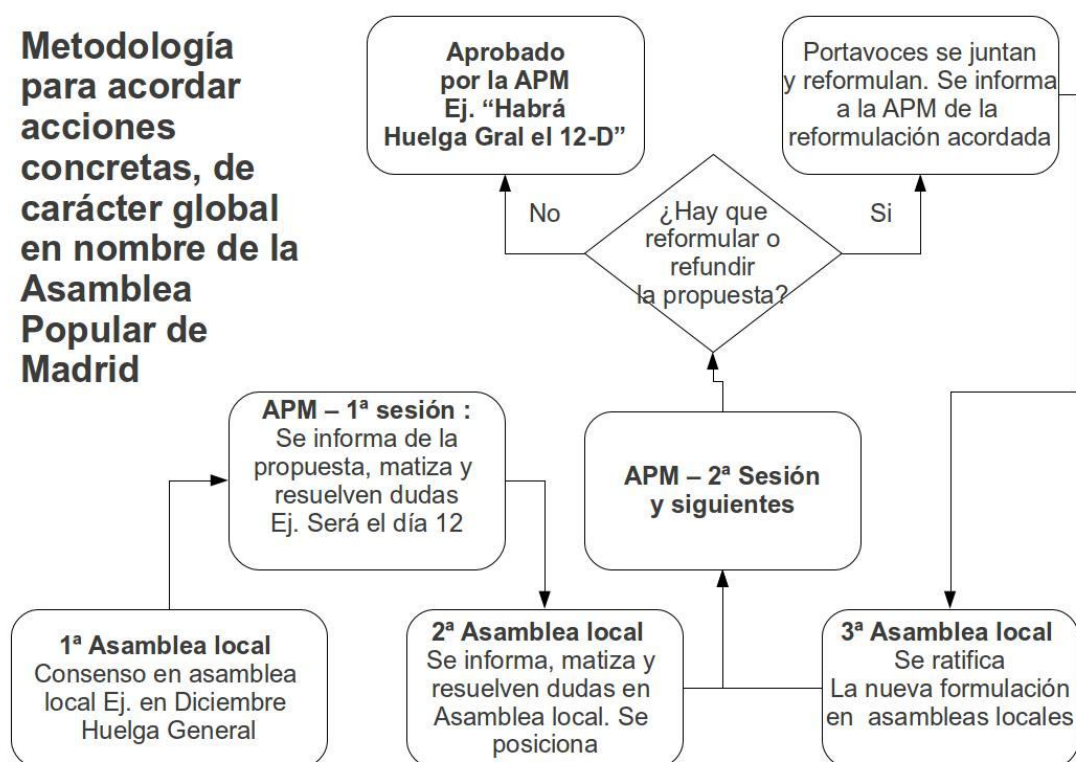 Metodología
para acordar
acciones
concretas, de
carácter global
en nombre de la
Asamblea
Popular de
Madrid
Aprobado
por la APM
Ej. “Habrá
Huelga Gral el 12-D”
Portavoces se juntan
y reformulan. Se informa
a la APM de la
reformulación acordada
No
¿Hay que
reformular o
refundir
la propuesta?
Si
APM – 1ª sesión :
Se informa de la
propuesta, matiza y
resuelven dudas
Ej. Será el día 12
APM – 2ª Sesión
y siguientes
1ª Asamblea local
Consenso en asamblea
local Ej. en Diciembre
Huelga General
2ª Asamblea local
Se informa, matiza y
resuelven dudas en
Asamblea local. Se
posiciona
3ª Asamblea local
Se ratifica
La nueva formulación
en asambleas locales